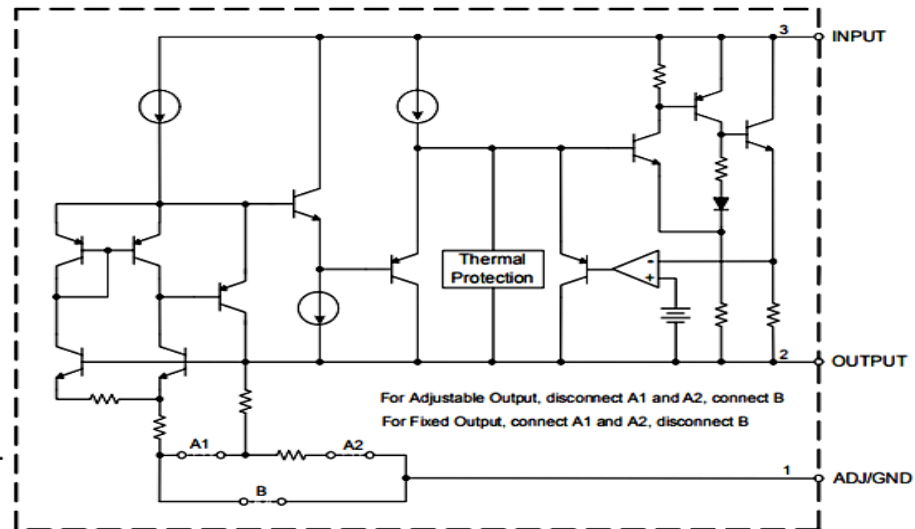 3
INPUT
Thermal
Protection
-
+
2
OUTPUT
For Adjustable Output, disconnect A1 and A2, connect B
For Fixed Output, connect A1 and A2, disconnect B
A1
A2
1
ADJ/GND
B